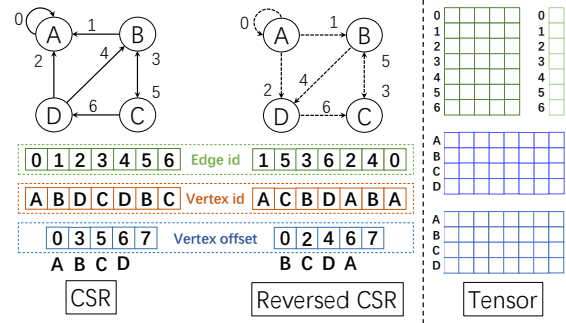 0
A
1
B
2
4
3
5
D
6
C
0
A
1
B
2
4
5
3
D
6
C
0 1 2 3 4 5 6 Edge id 1 5 3 6 2 4 0
A B D C D B C Vertex id A C B D A B A
0 3 5 6 7 Vertex offset 0 2 4 6 7
A B C D B C D A
CSR Reversed CSR
0 0
1 1
2 2
3 3
4 4
5 5
6 6
A
B
C
D
A
B
C
D
Tensor